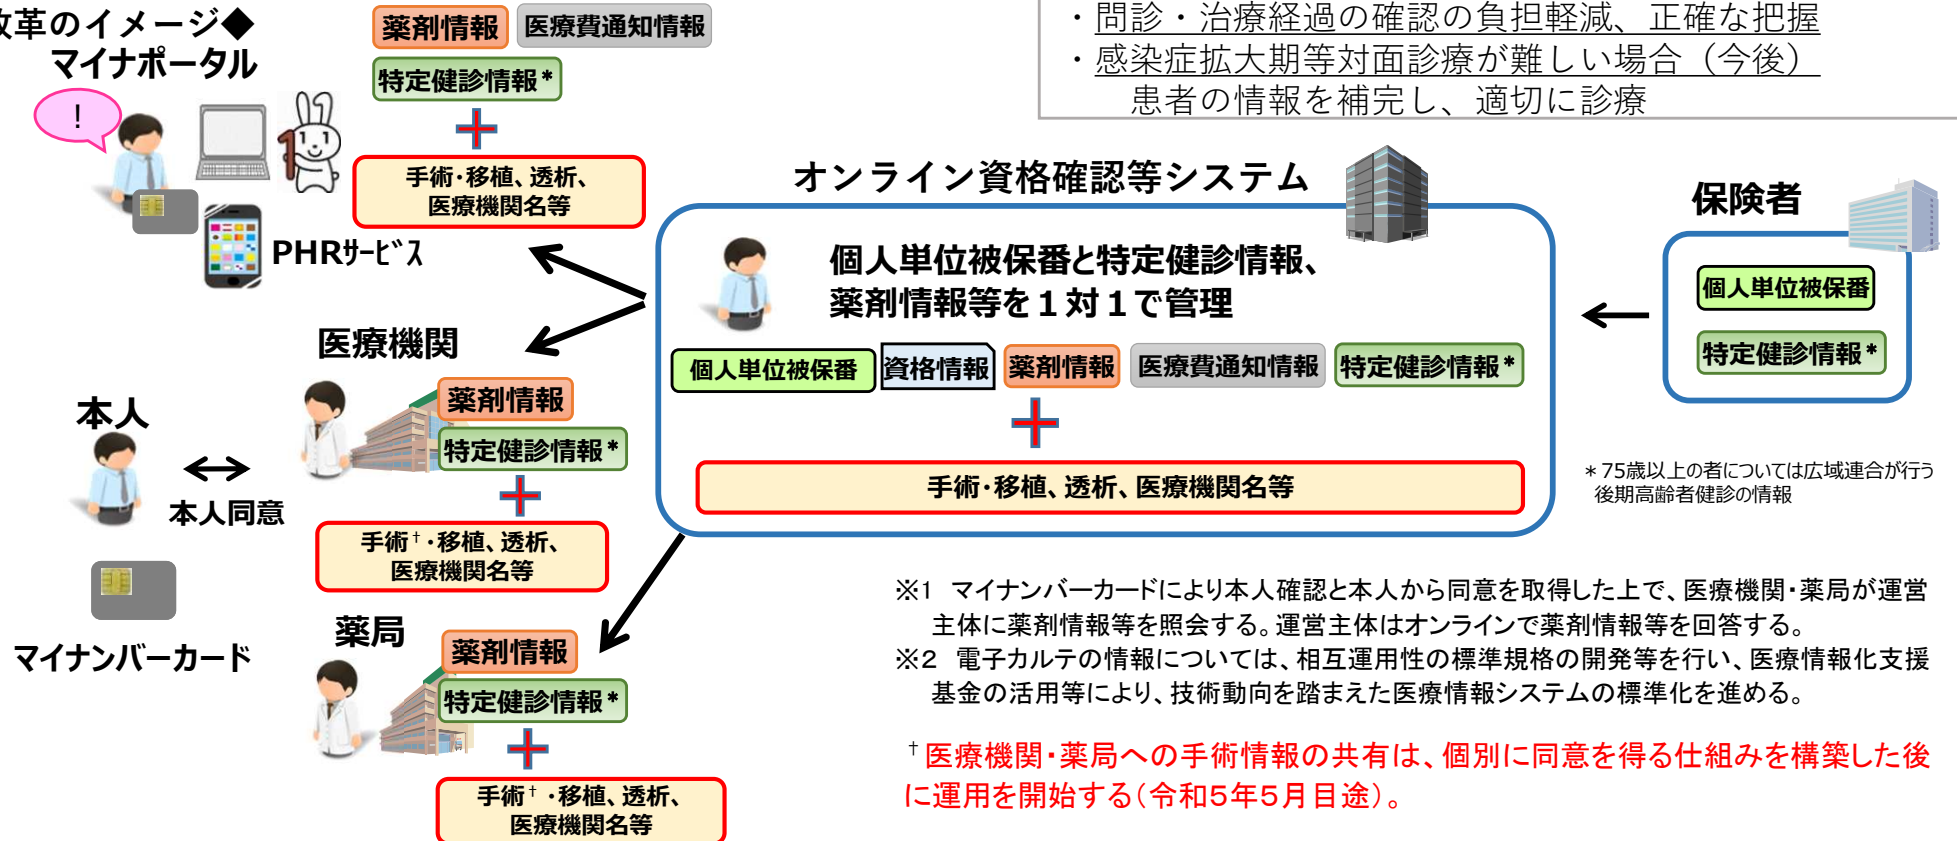 改革のイメージ◆
マイナポータル
!
薬剤情報
医療費通知情報
特定健診情報*
手術・移植、透析、
医療機関名等
PHRサービス
・問診・治療経過の確認の負担軽減、正確な把握
・感染症拡大期等対面診療が難しい場合（今後）
患者の情報を補完し、適切に診療
オンライン資格確認等システム
個人単位被保番と特定健診情報、
薬剤情報等を１対１で管理
個人単位被保番
資格情報
薬剤情報
医療費通知情報
特定健診情報*
手術・移植、透析、医療機関名等
保険者
個人単位被保番
特定健診情報*
＊75歳以上の者については広域連合が行う
後期高齢者健診の情報
医療機関
薬剤情報
特定健診情報*
手術†・移植、透析、
医療機関名等
本人
本人同意
マイナンバーカード
薬局
薬剤情報
特定健診情報*
手術†・移植、透析、
医療機関名等
※1　マイナンバーカードにより本人確認と本人から同意を取得した上で、医療機関・薬局が運営
主体に薬剤情報等を照会する。運営主体はオンラインで薬剤情報等を回答する。
※２　電子カルテの情報については、相互運用性の標準規格の開発等を行い、医療情報化支援
基金の活用等により、技術動向を踏まえた医療情報システムの標準化を進める。
†医療機関・薬局への手術情報の共有は、個別に同意を得る仕組みを構築した後
に運用を開始する（令和５年５月目途）。